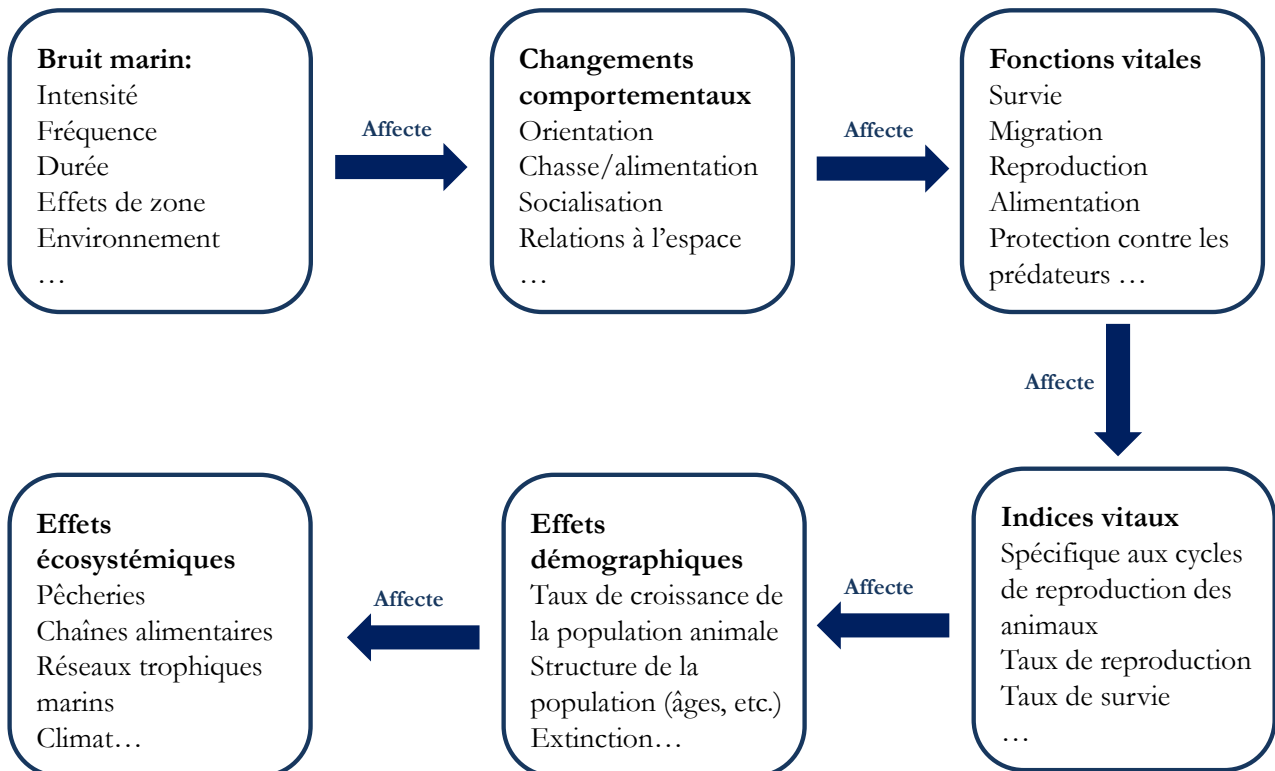 Bruit marin:
Intensité
Fréquence
Durée
Effets de zone
Environnement
…
Affecte
Changements
comportementaux
Orientation
Chasse/alimentation
Socialisation
Relations à l’espace
…
Affecte
Fonctions vitales
Survie
Migration
Reproduction
Alimentation
Protection contre les
prédateurs …
Affecte
Indices vitaux
Spécifique aux cycles
de reproduction des
animaux
Taux de reproduction
Taux de survie
…
Affecte
Effets
démographiques
Taux de croissance de
la population animale
Structure de la
population (âges, etc.)
Extinction…
Affecte
Effets
écosystémiques
Pêcheries
Chaînes alimentaires
Réseaux trophiques
marins
Climat…